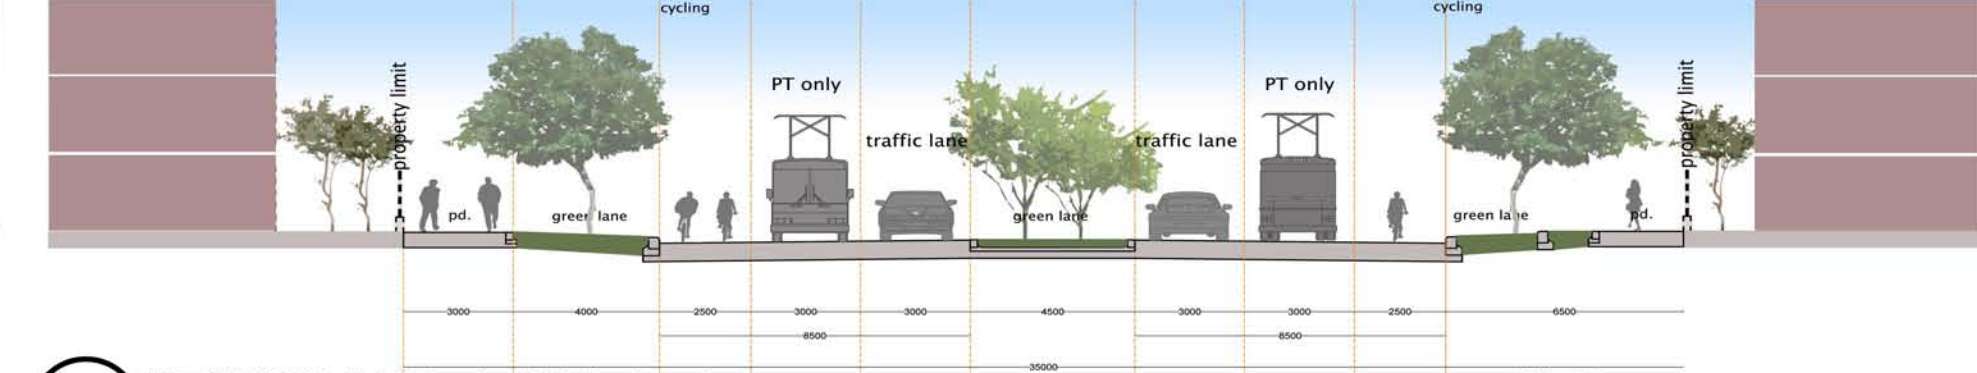 cycling
cycling
property limit
PT only
PT only
property limit
traffic lane
traffic lane
pd.
green lane
green lane
green lane
pd.
3000
4000
2500
3000
3000
4500
3000
3000
2500
6500
8500
8500
35000